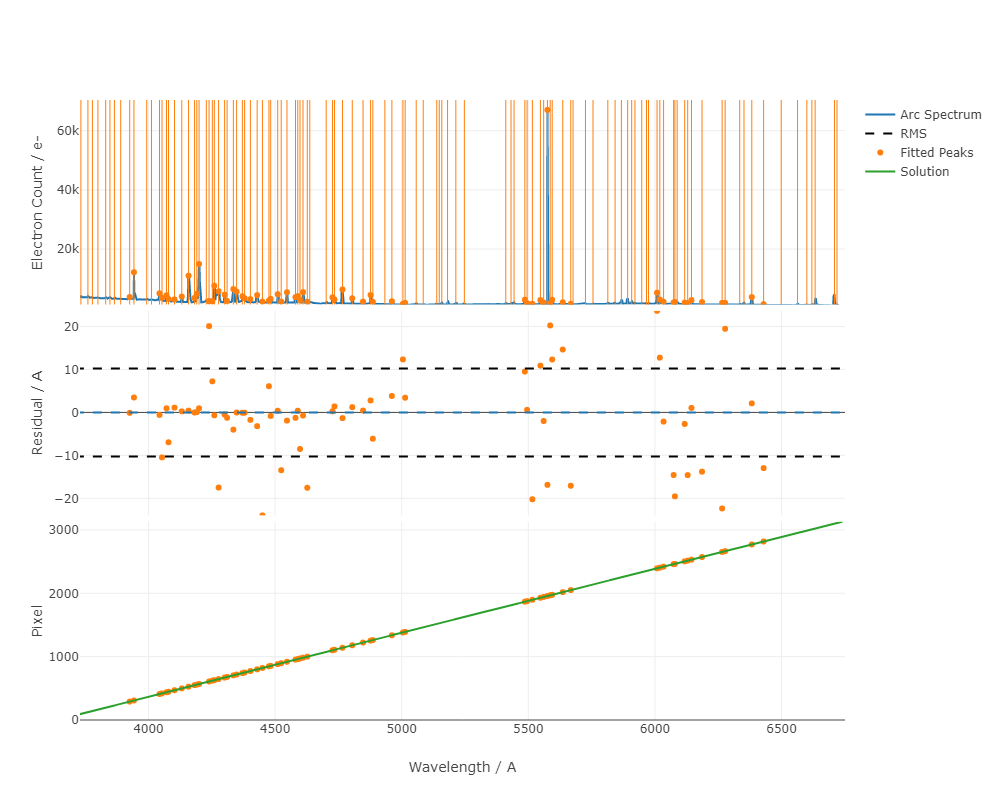 60k
40k
20k
Electron Count / e-
Arc Spectrum
RMS
Fitted Peaks
Solution
20
10
0
−10
−20
Residual / A
3000
2000
1000
0
Pixel
4000 4500 5000 5500 6000 6500
Wavelength / A